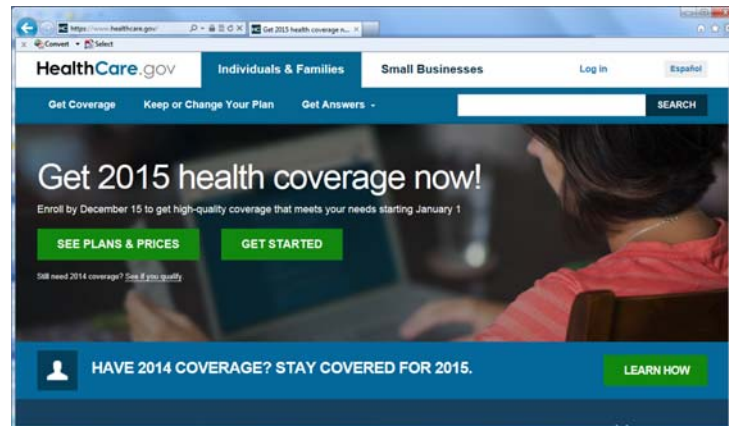 https://www.healthcare.gov/
Get 2015 health coverage n...
x Convert Select
HealthCare.gov
Individuals & Families
Small Businesses
Log in
Español
Get Coverage
Keep or Change Your Plan
Get Answers
SEARCH
Get 2015 health coverage now!
Enroll by December 15 to get high-quality coverage that meets your needs starting January 1
SEE PLANS & PRICES
GET STARTED
Still need 2014 coverage? See if you qualify.
HAVE 2014 COVERAGE? STAY COVERED FOR 2015.
LEARN HOW